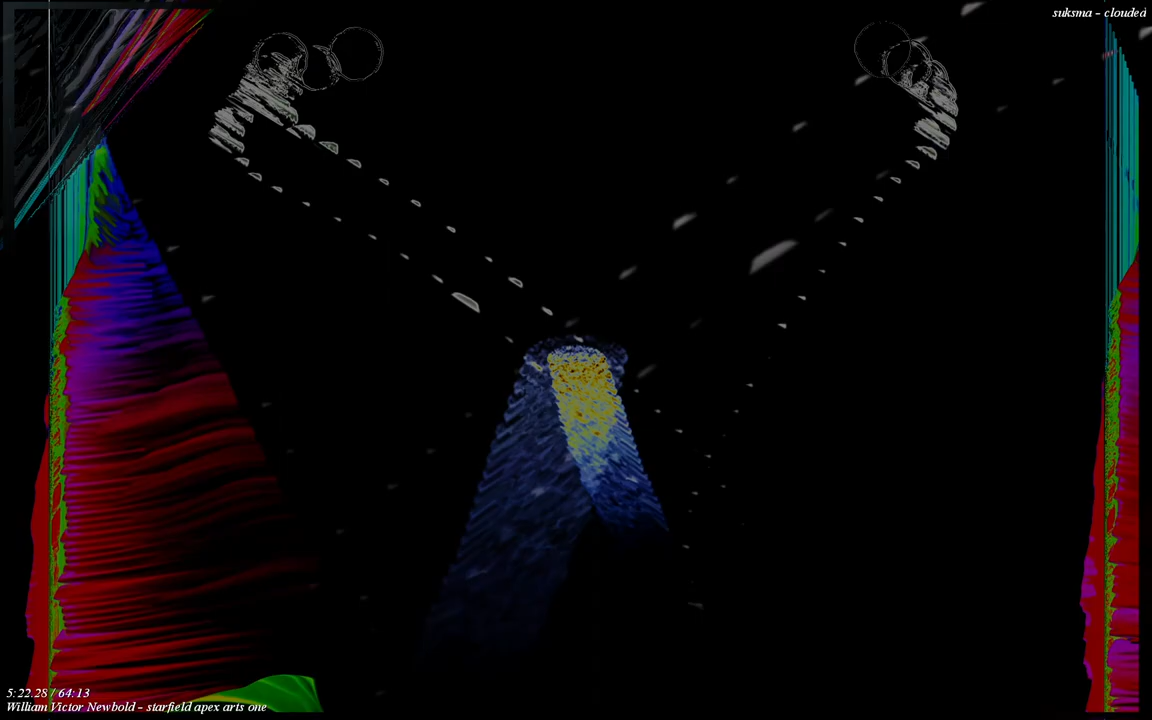 suksma - clouded
5:22.28 / 64:13
William Victor Newbold - starfield apex arts one